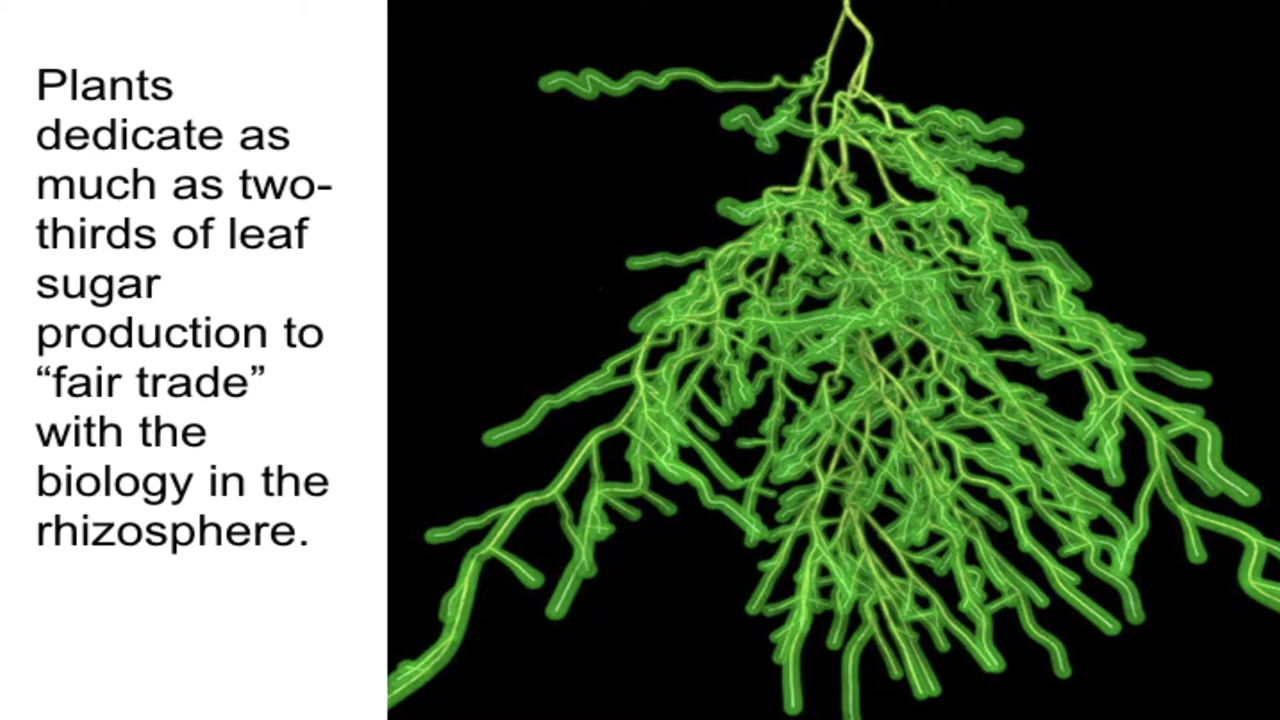 Plants
dedicate as
much as two-
thirds of leaf
sugar
production to
“fair trade”
with the
biology in the
rhizosphere.